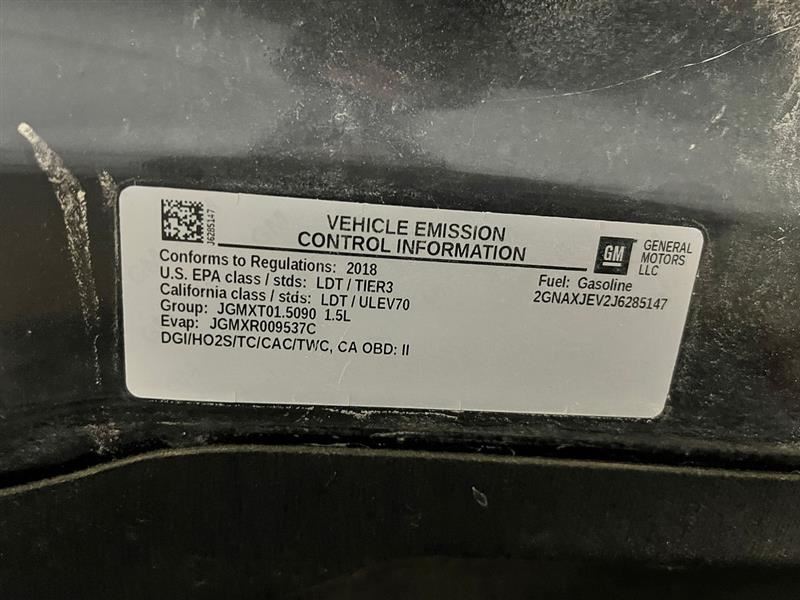 J6285147
VEHICLE EMISSION
CONTROL INFORMATION
GM
GENERAL
MOTORS
LLC
Conforms to Regulations: 2018
U.S. EPA class / stds: LDT / TIER3
California class / stds: LDT / ULEV70
Group: JGMXT01.5090 1.5L
Evap: JGMXR009537C
DGI/HO2S/TC/CAC/TWC, CA OBD: II
Fuel: Gasoline
2GNAXJEV2J6285147